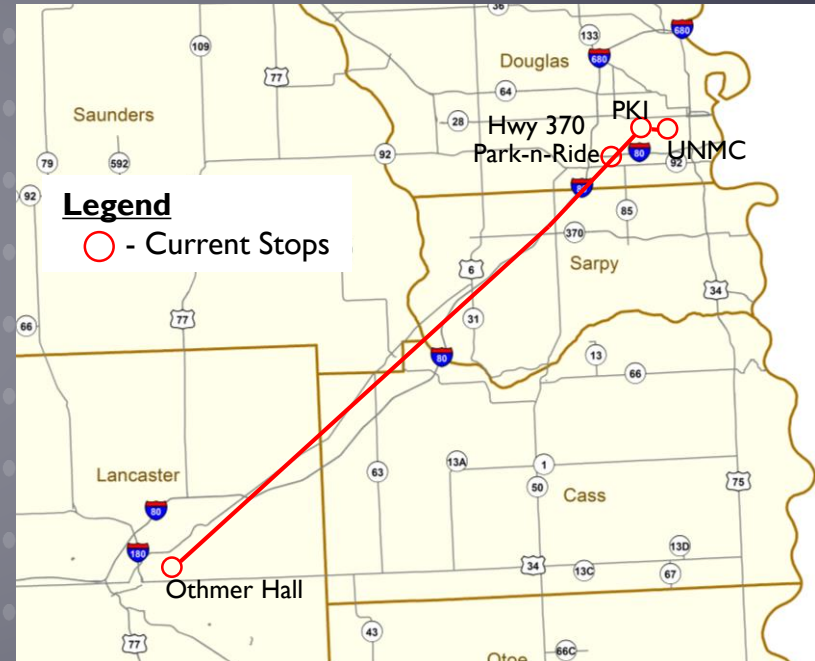 36
680
133
109
Douglas
680
77
64
Saunders
PKI
28
Hwy 370
Park-n-Ride
80
UNMC
92
79
592
92
92
Legend
- Current Stops
85
370
Sarpy
6
34
77
31
66
80
13
66
Lancaster
63
13A
1
75
80
50
Cass
180
13D
34
13C
67
Othmer Hall
77
43
66C
Otoe